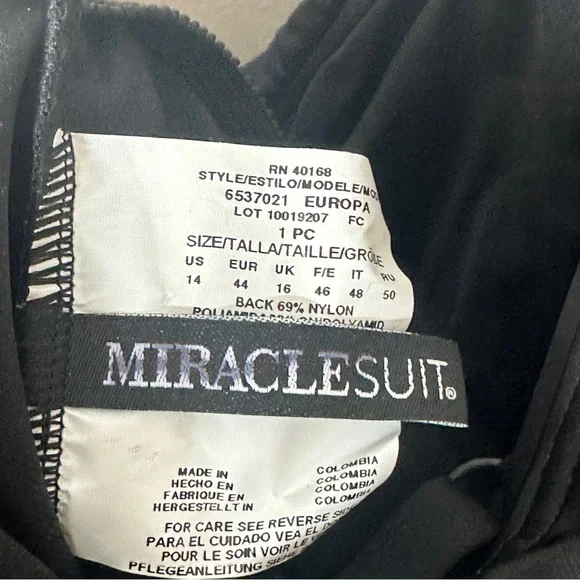 RN 40168
STYLE/ESTILO/MODELE/MO
6537021 EUROPA
LOT 10019207 FC
1 PC
SIZE/TALLA/TAILLE/GRÖßE
US EUR UK F/E IT RU
14 44 16 46 48 50
BACK 69% NYLON
MIRACLESUIT®
MADE IN COLOMBIA
HECHO EN COLOMBIA
FABRIQUE EN COLOMBIA
HERGESTELLT IN COLOMBIA
FOR CARE SEE REVERSE
PARA EL CUIDADO VEA EL
POUR LE SOIN VOIR LE
PFLEGEANLEITUNG